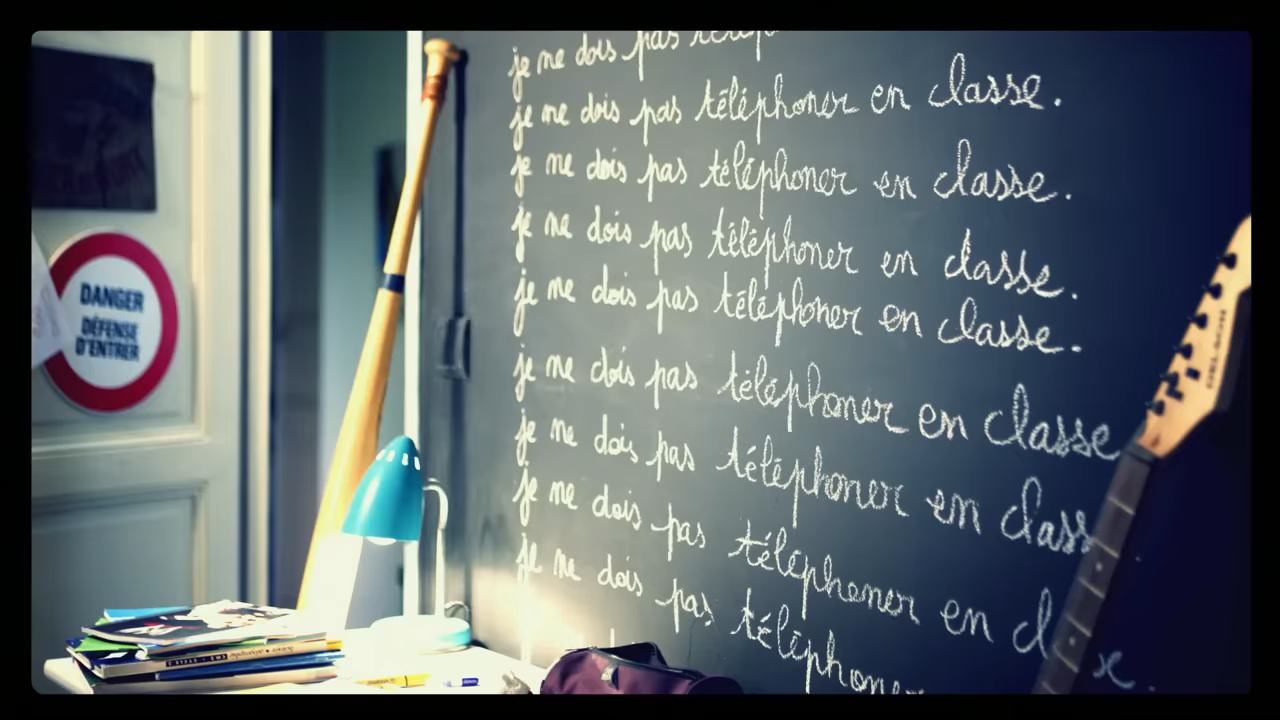 je ne dois pas
je ne dois pas téléphoner en classe.
je ne dois pas téléphoner en classe.
je ne dois pas téléphoner en classe.
je ne dois pas téléphoner en classe.
je ne dois pas téléphoner en classe
je ne dois pas téléphoner en class
je ne dois pas téléphoner en cl se.
je ne dois pas téléphoner
DANGER
DÉFENSE
D'ENTRER